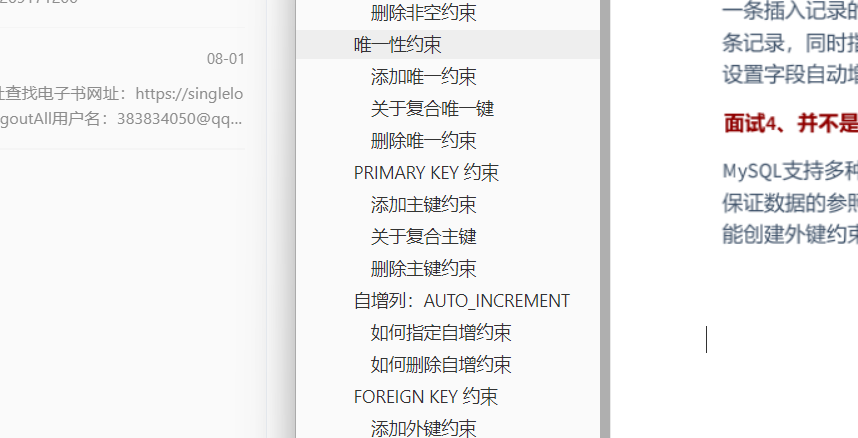 08-01
查找电子书网址：https://singlelo
goutAll用户名：383834050@qq...
删除非空约束
唯一性约束
添加唯一约束
关于复合唯一键
删除唯一约束
PRIMARY KEY 约束
添加主键约束
关于复合主键
删除主键约束
自增列：AUTO_INCREMENT
如何指定自增约束
如何删除自增约束
FOREIGN KEY 约束
添加外键约束
一条插入记录的
条记录，同时指
设置字段自动增
面试4、并不是
MySQL支持多种
保证数据的参照
能创建外键约束